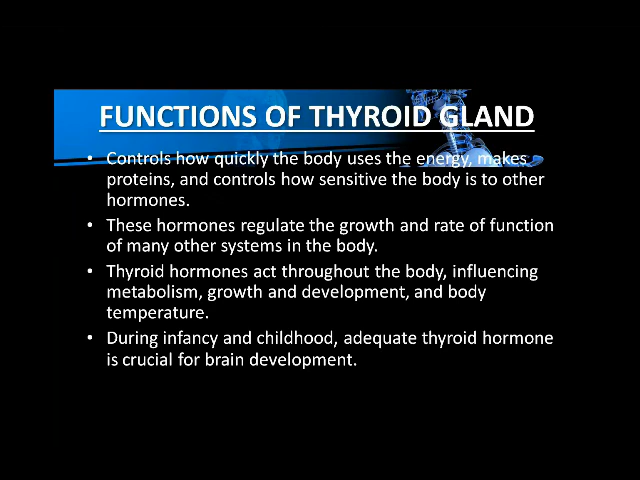 FUNCTIONS OF THYROID GLAND
• Controls how quickly the body uses the energy, makes
proteins, and controls how sensitive the body is to other
hormones.
• These hormones regulate the growth and rate of function
of many other systems in the body.
• Thyroid hormones act throughout the body, influencing
metabolism, growth and development, and body
temperature.
• During infancy and childhood, adequate thyroid hormone
is crucial for brain development.